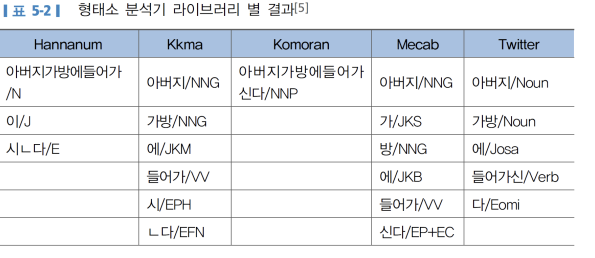 표 5-2 형태소 분석기 라이브러리 별 결과[5]
Hannanum Kkma Komoran Mecab Twitter
아버지가방에들어가/N 아버지/NNG 아버지가방에들어가신다/NNP 아버지/NNG 아버지/Noun
이/J 가방/NNG 가/JKS 가방/Noun
시ㄴ다/E 에/JKM 방/NNG 에/Josa
들어가/VV 에/JKB 들어가신/Verb
시/EPH 들어가/VV 다/Eomi
ㄴ다/EFN 신다/EP+EC